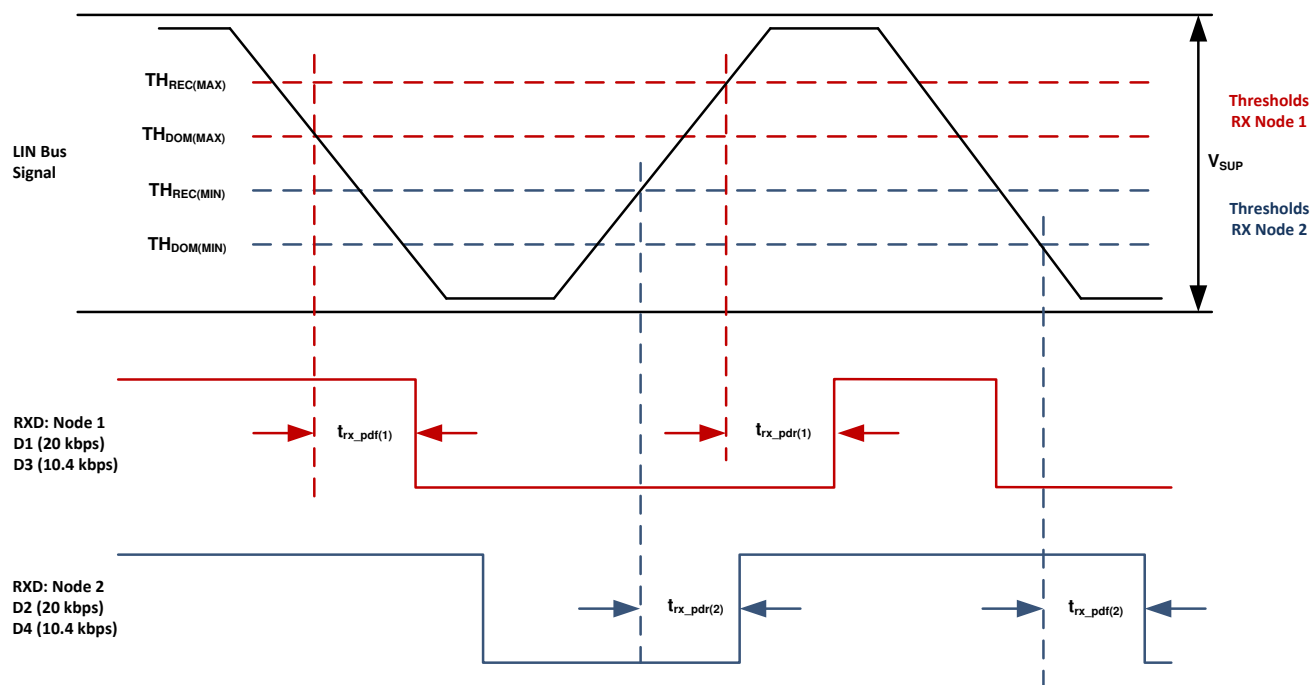 THREC(MAX)
THDOM(MAX)
THREC(MIN)
THDOM(MIN)
LIN Bus
Signal
Thresholds
RX Node 1
VSUP
Thresholds
RX Node 2
RXD: Node 1
D1 (20 kbps)
D3 (10.4 kbps)
trx_pdf(1)
trx_pdr(1)
RXD: Node 2
D2 (20 kbps)
D4 (10.4 kbps)
trx_pdr(2)
trx_pdf(2)